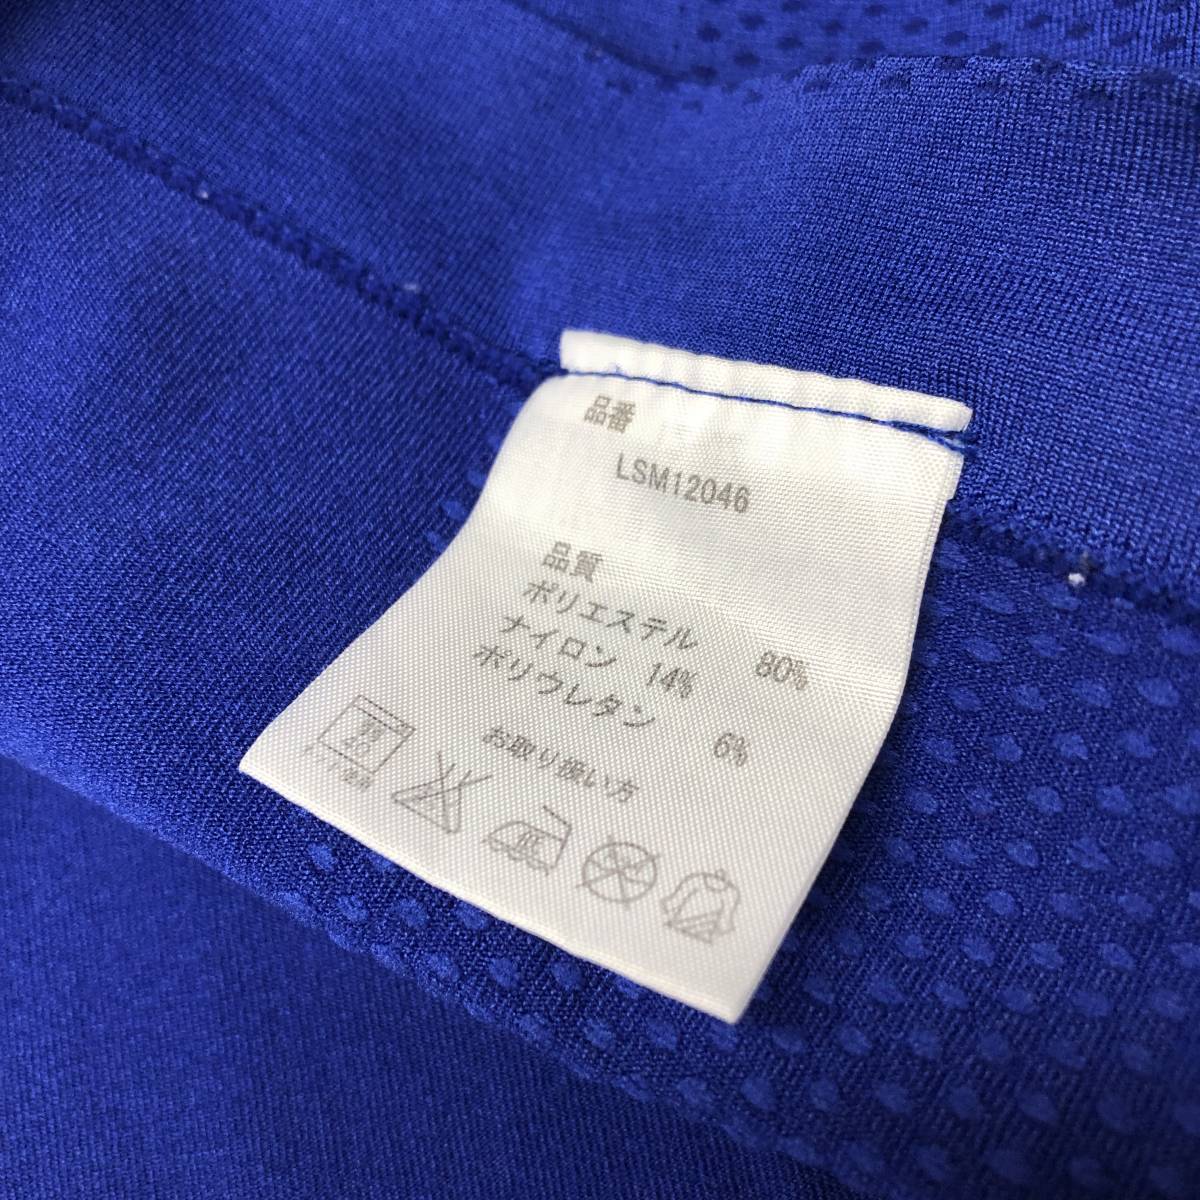 品番
LSM12046
品質
ポリエステル 80%
ナイロン 14%
ポリウレタン 6%
お取り扱い方
40